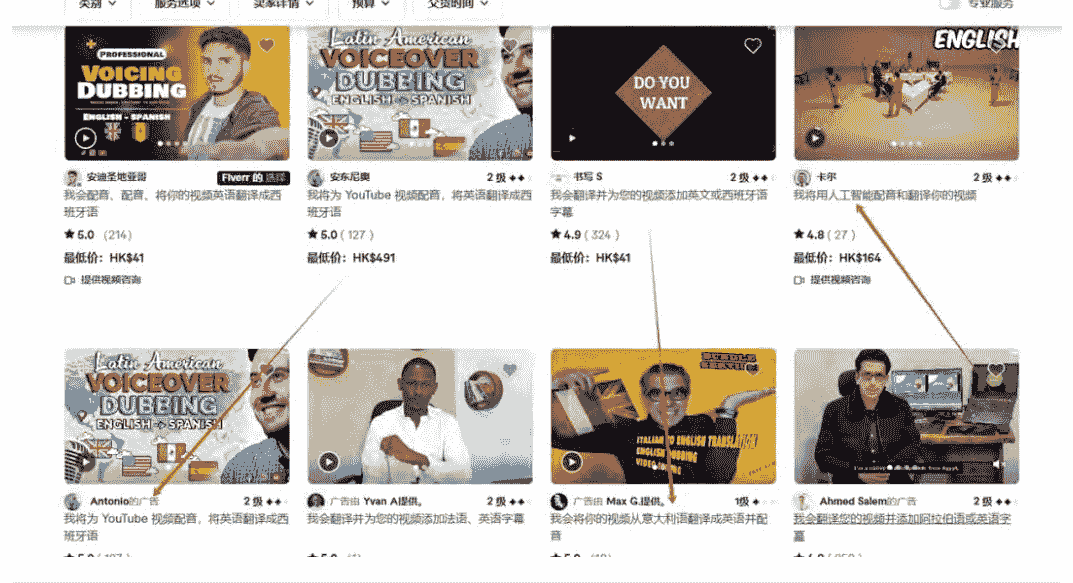 类别
服务选项
卖家详情
预算
交货时间
专业服务
PROFESSIONAL
VOICING
DUBBING
ENGLISH - SPANISH
Latin American
VOICEOVER
DUBBING
ENGLISH SPANISH
DO YOU
WANT
ENGLISH
安迪圣地亚哥 Fiverr 的 选择
我会配音、配音、将你的视频英语翻译成西
班牙语
★ 5.0 (214)
最低价：HK$41
提供视频咨询
安东尼奥 2 级
我将为 YouTube 视频配音，将英语翻译成西
班牙语
★ 5.0 ( 127 )
最低价：HK$491
书写 S 2 级
我会翻译并为您的视频添加英文或西班牙语
字幕
★ 4.9 ( 324 )
最低价：HK$41
卡尔 2 级
我将用人工智能配音和翻译你的视频
★ 4.8 ( 27 )
最低价：HK$164
提供视频咨询
Latin American
VOICEOVER
DUBBING
ENGLISH SPANISH
BUNDLE
SERVICE
ITALIAN TO ENGLISH TRANSLATION
Antonio的广告 2 级
我将为 YouTube 视频配音，将英语翻译成西
班牙语
广告由 Yvan A提供。 2 级
我会翻译并为您的视频添加法语、英语字幕
广告由 Max G.提供。 1级
我会将你的视频从意大利语翻译成英语并配
音
Ahmed Salem的广告 2 级
我会翻译您的视频并添加阿拉伯语或英语字
幕